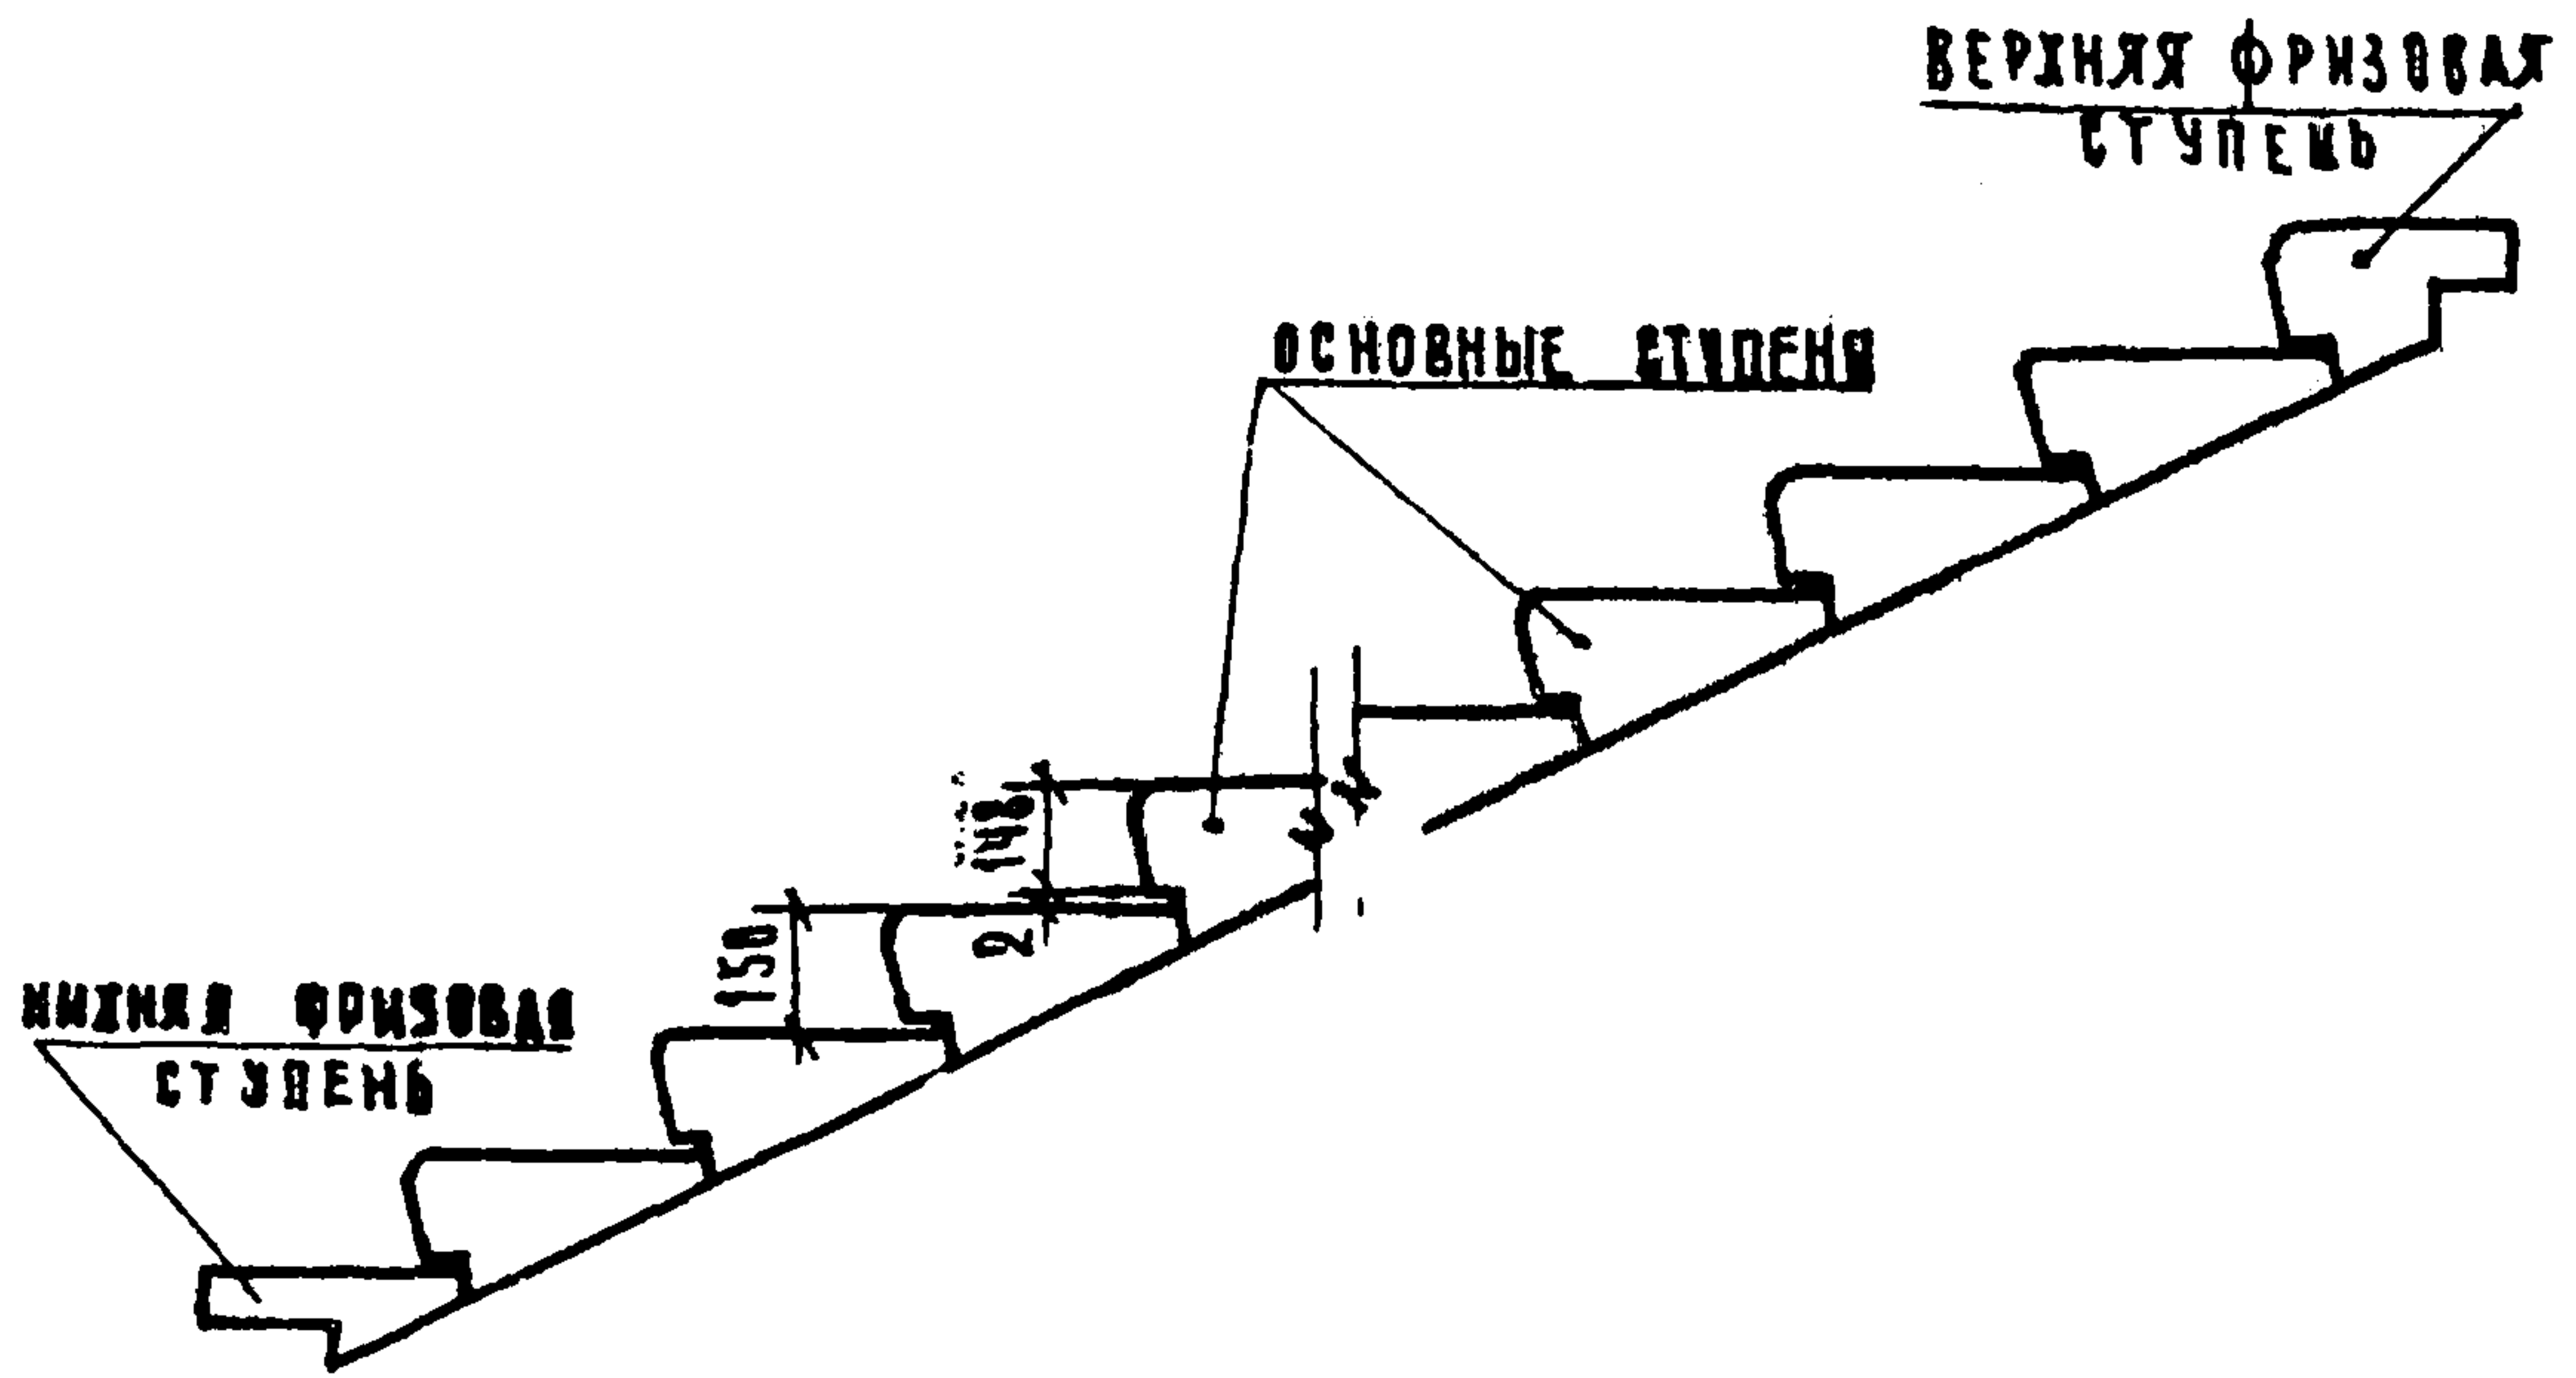 ВЕРХНЯЯ ФРИЗОВАЯ
СТУПЕНЬ
ОСНОВНЫЕ СТУПЕНИ
148
2
150
НИЖНЯЯ ФРИЗОВАЯ
СТУПЕНЬ